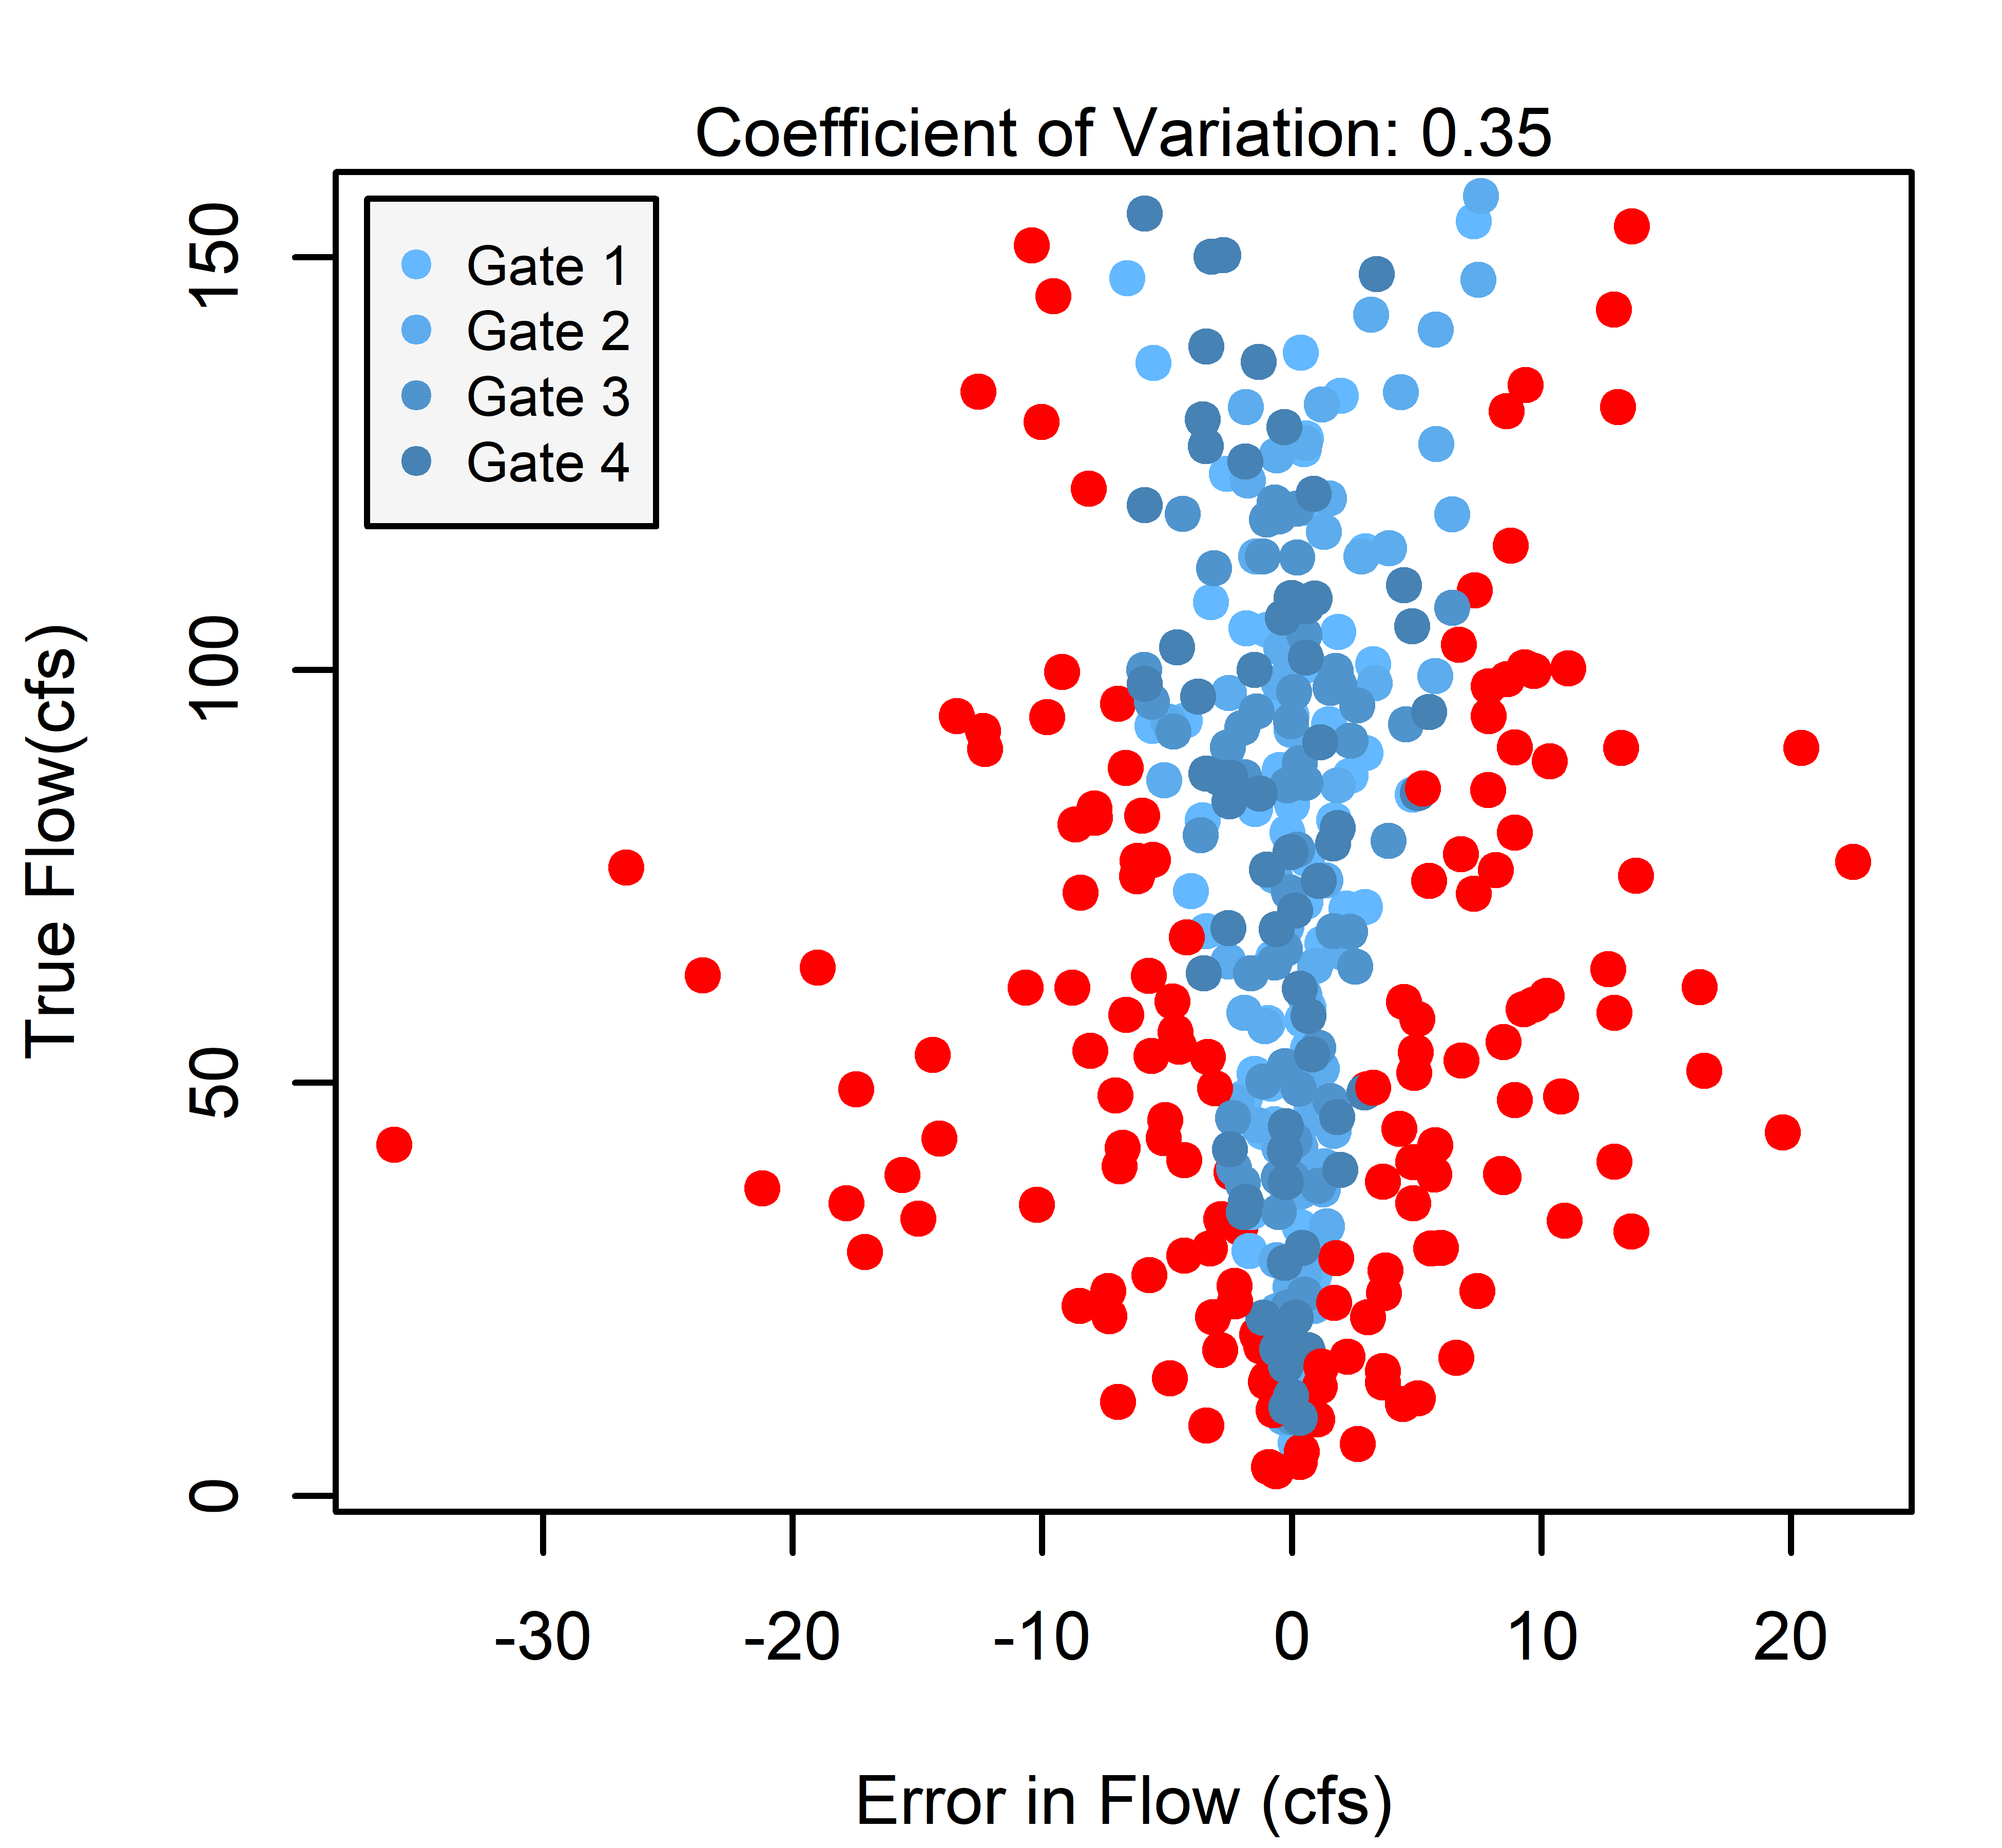 Coefficient of Variation: 0.35
Gate 1
Gate 2
Gate 3
Gate 4
True Flow(cfs)
150
100
50
0
-30 -20 -10 0 10 20
Error in Flow (cfs)